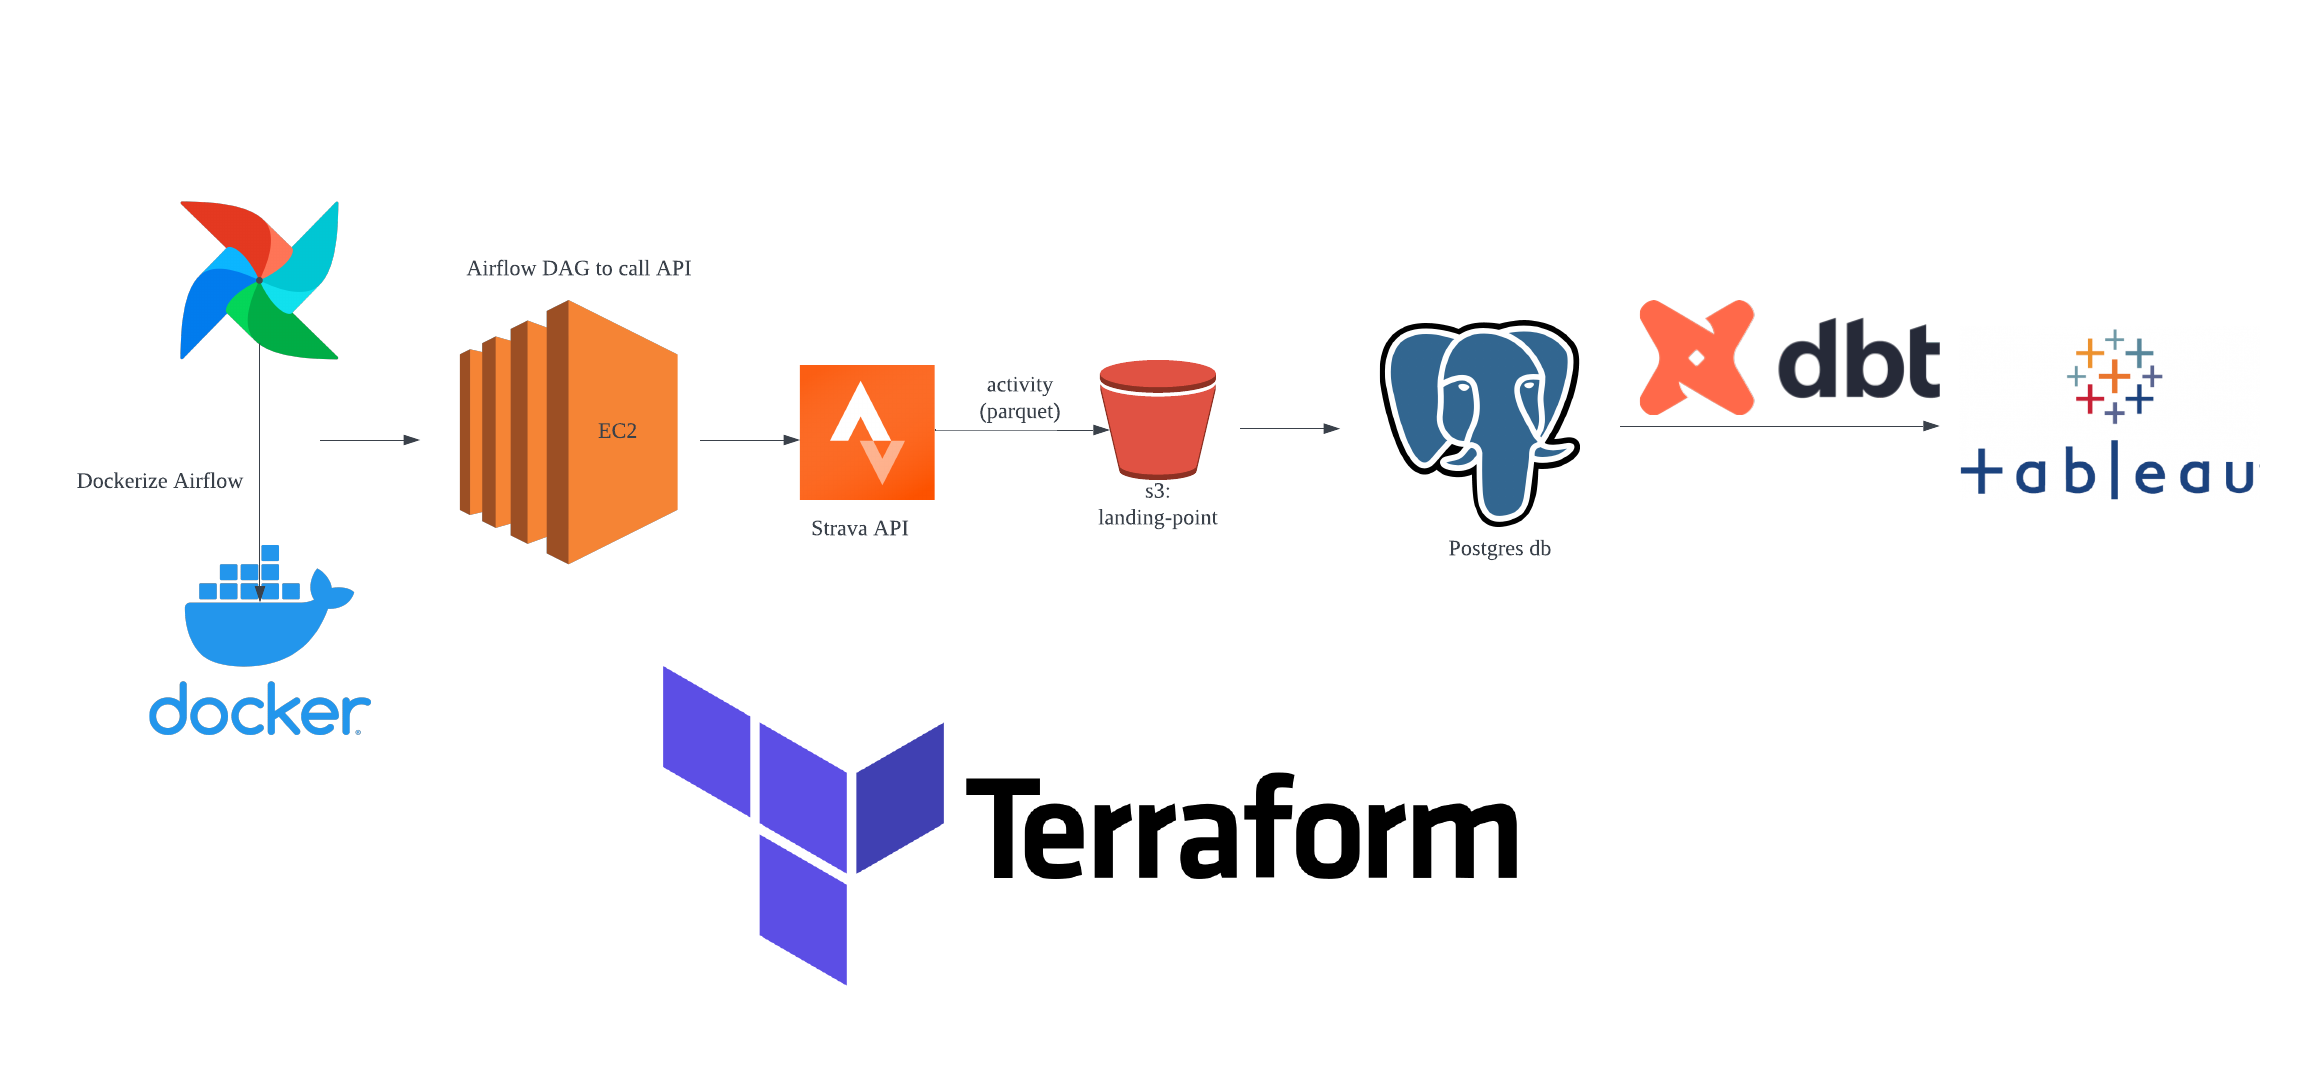 Airflow DAG to call API
EC2
Dockerize Airflow
docker
Strava API
activity
(parquet)
s3:
landing-point
Postgres db
dbt
+ableau
Terraform